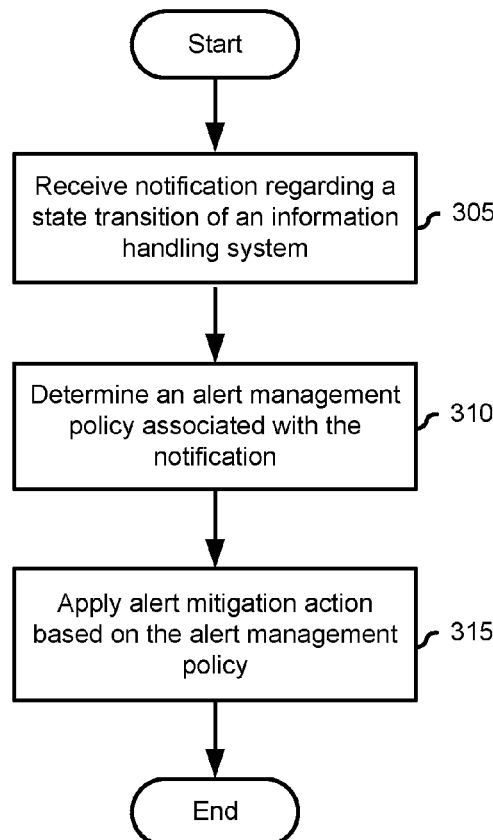 Start
Receive notification regarding a
state transition of an information
handling system
305
Determine an alert management
policy associated with the
notification
310
Apply alert mitigation action
based on the alert management
policy
315
End